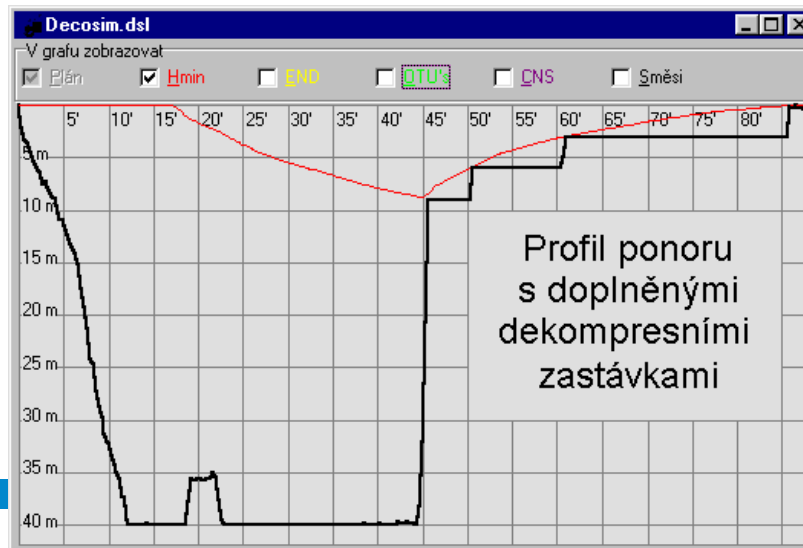 Decosim.dsl
V grafu zobrazovat
Plán Hmin END OTU's CNS Směsi
5' 10' 15' 20' 25' 30' 35' 40' 45' 50' 55' 60' 65' 70' 75' 80'
5 m
10 m
15 m
20 m
25 m
30 m
35 m
40 m
Profil ponoru
s doplněnými
dekompresními
zastávkami